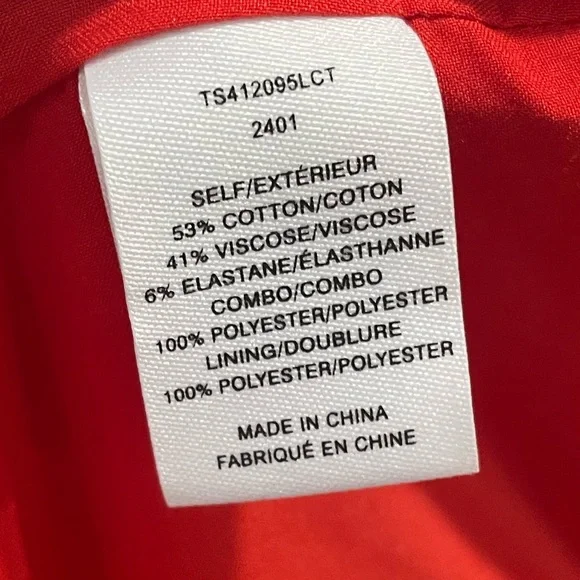 TS412095LCT
2401
SELF/EXTÉRIEUR
53% COTTON/COTON
41% VISCOSE/VISCOSE
6% ELASTANE/ÉLASTHANNE
COMBO/COMBO
100% POLYESTER/POLYESTER
LINING/DOUBLURE
100% POLYESTER/POLYESTER
MADE IN CHINA
FABRIQUÉ EN CHINE